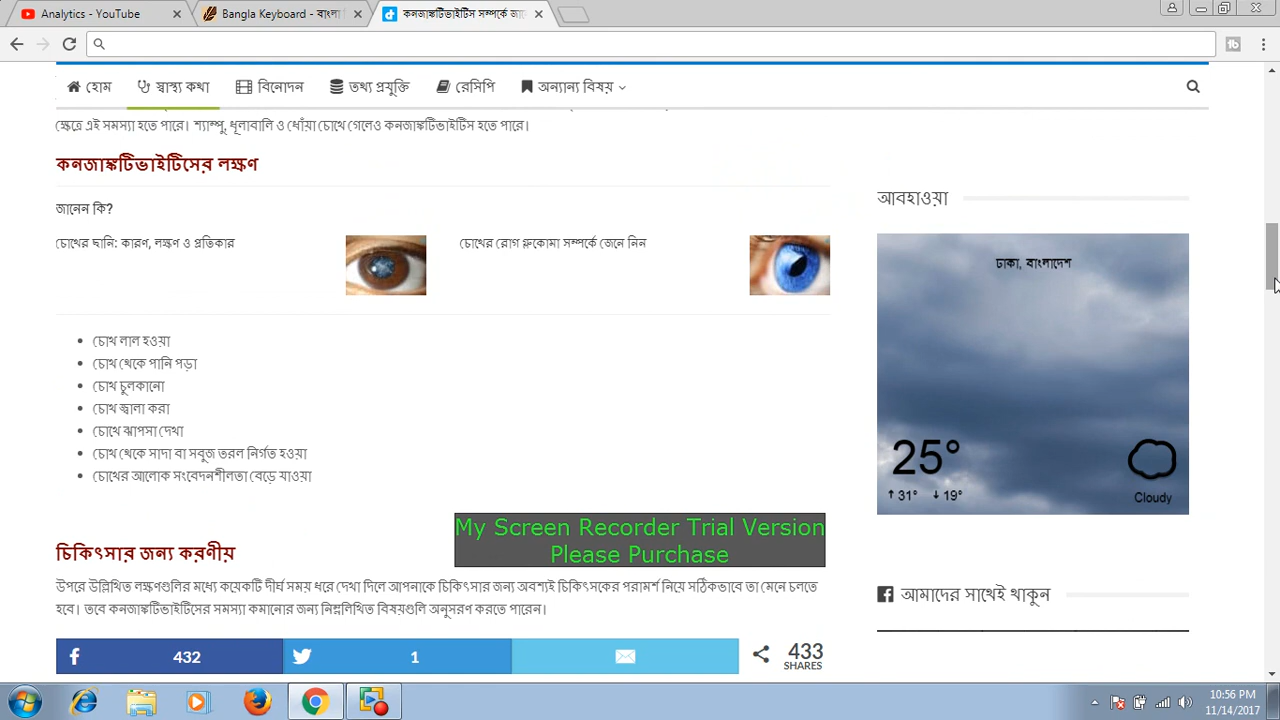 Analytics - YouTube
Bangla Keyboard - বাংলা
কনজাঙ্কটিভাইটিস সম্পর্কে
হোম
স্বাস্থ্য কথা
বিনোদন
তথ্য প্রযুক্তি
রেসিপি
অন্যান্য বিষয়
ক্ষেত্রে এই সমস্যা হতে পারে। শ্যাম্পু, ধূলাবালি ও ধোঁয়া চোখে গেলেও কনজাঙ্কটিভাইটিস হতে পারে।
কনজাঙ্কটিভাইটিসের লক্ষণ
জানেন কি?
চোখের ছানি: কারণ, লক্ষণ ও প্রতিকার
চোখের রোগ গ্লুকোমা সম্পর্কে জেনে নিন
চোখ লাল হওয়া
চোখ থেকে পানি পড়া
চোখ চুলকানো
চোখ জ্বালা করা
চোখে ঝাপসা দেখা
চোখ থেকে সাদা বা সবুজ তরল নির্গত হওয়া
চোখের আলোক সংবেদনশীলতা বেড়ে যাওয়া
My Screen Recorder Trial Version
Please Purchase
চিকিৎসার জন্য করণীয়
উপরে উল্লিখিত লক্ষণগুলির মধ্যে কয়েকটি দীর্ঘ সময় ধরে দেখা দিলে আপনাকে চিকিৎসার জন্য অবশ্যই চিকিৎসকের পরামর্শ নিয়ে সঠিকভাবে তা মেনে চলতে
হবে। তবে কনজাঙ্কটিভাইটিসের সমস্যা কমানোর জন্য নিম্নলিখিত বিষয়গুলি অনুসরণ করতে পারেন।
432
1
433
SHARES
আবহাওয়া
ঢাকা, বাংলাদেশ
25°
31° 19°
Cloudy
আমাদের সাথেই থাকুন
10:56 PM
11/14/2017